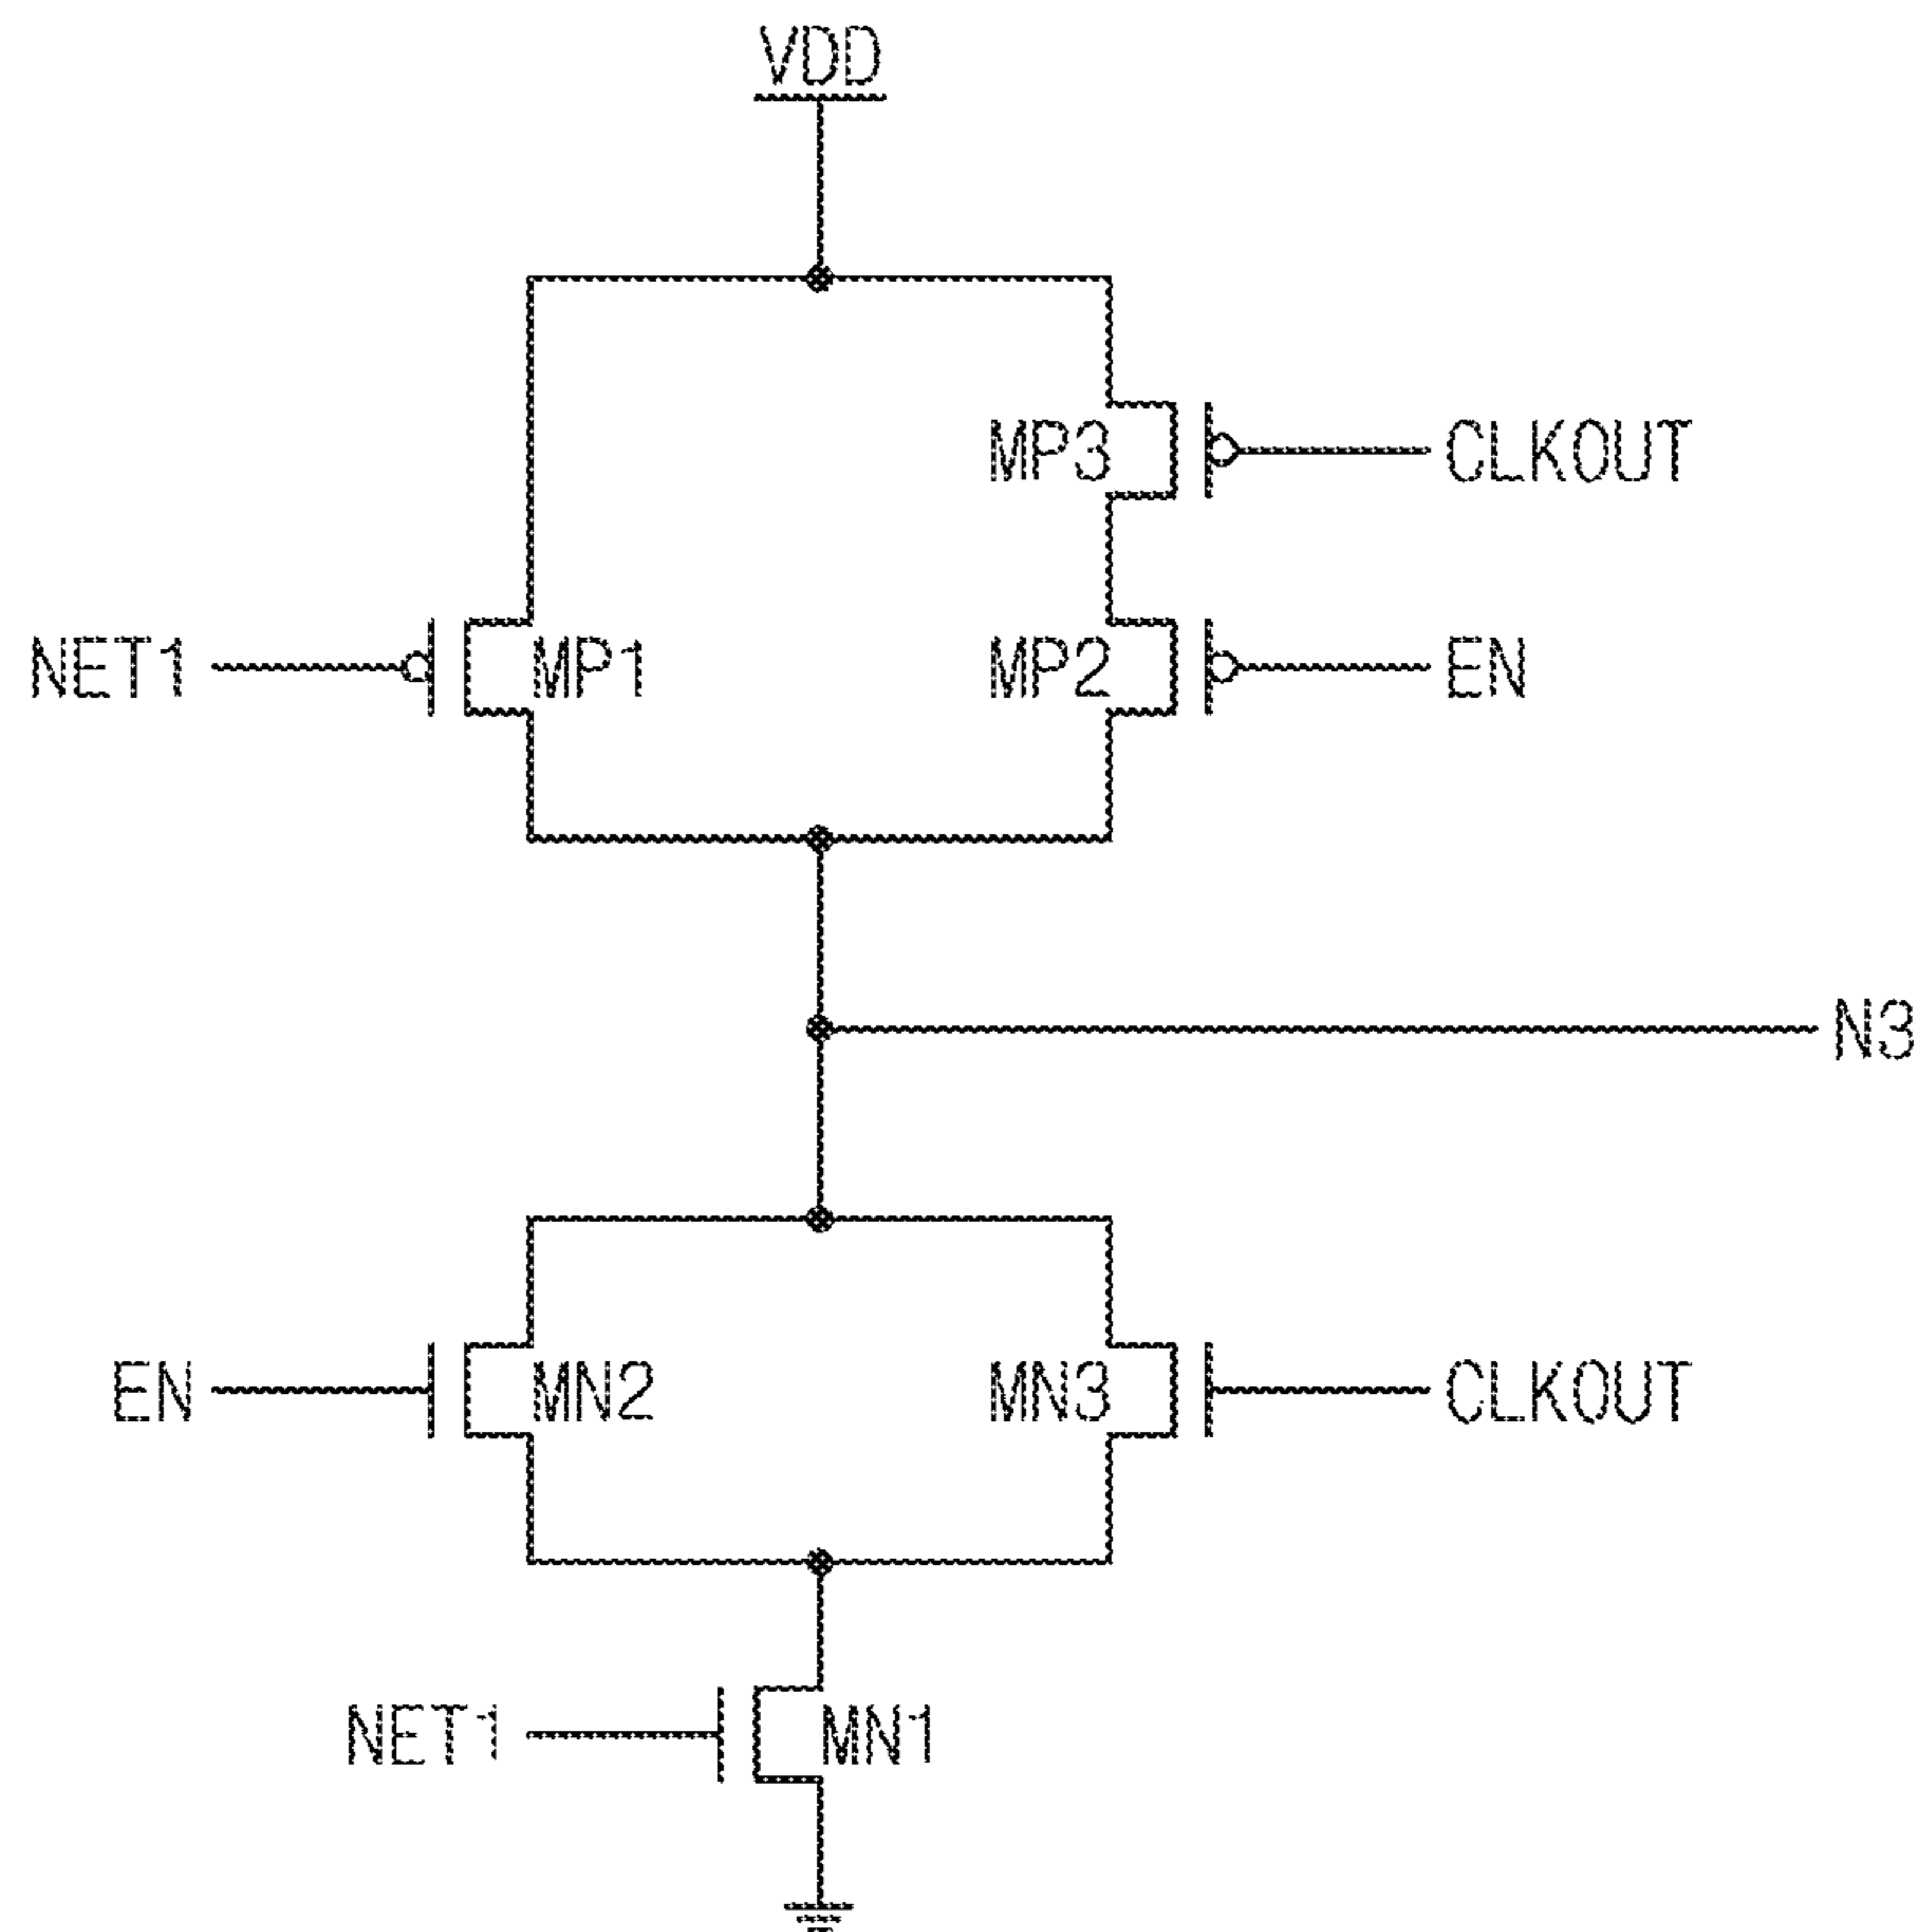 VDD
MP3
CLKOUT
NET1
MP1
MP2
EN
N3
EN
MN2
MN3
CLKOUT
NET1
MN1